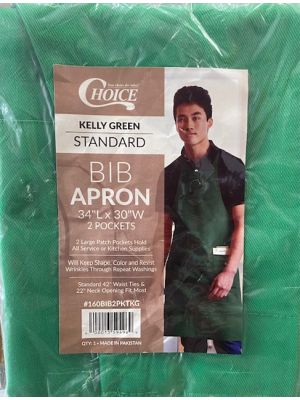 CHOICE
KELLY GREEN
STANDARD
BIB
APRON
34"L x 30"W
2 POCKETS
2 Large Patch Pockets Hold
All Service or Kitchen Supplies
Will Keep Shape, Color and Resist
Wrinkles Through Repeat Washings
Standard 42" Waist Ties &
22" Neck Opening Fit Most
#160BIB2PKTKG
QTY: 1 • MADE IN PAKISTAN